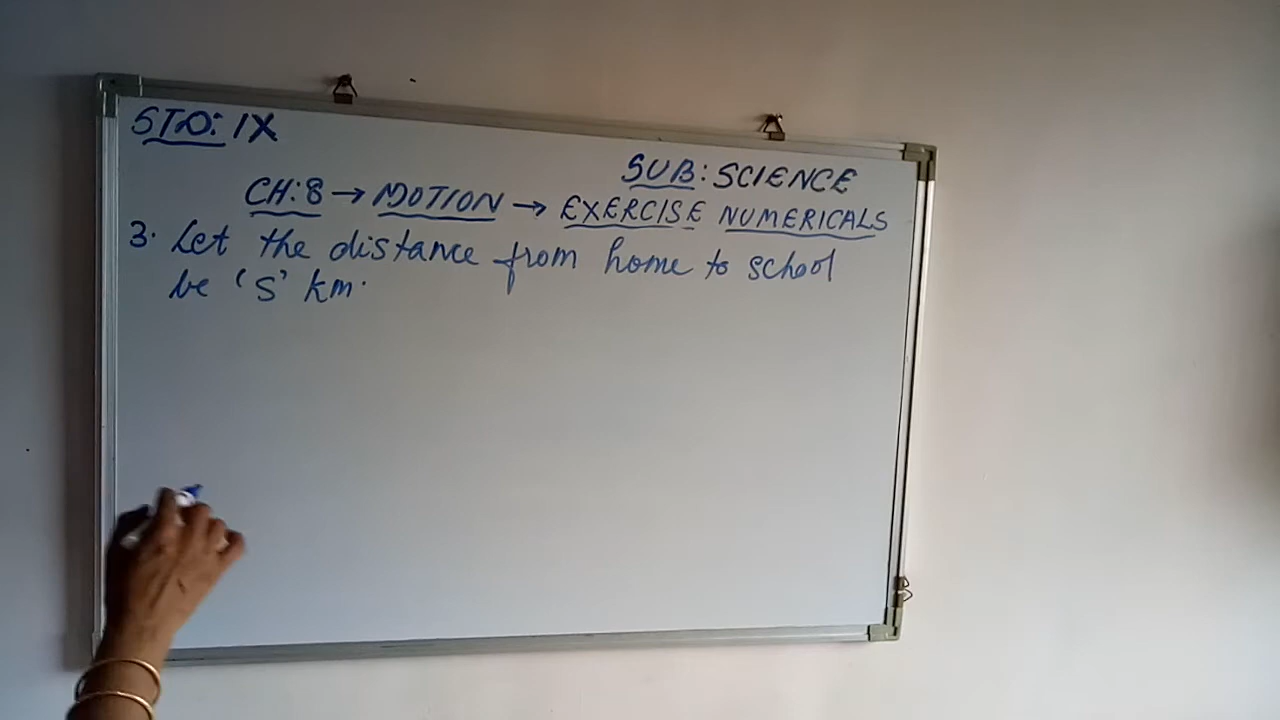 STD: IX
SUB: SCIENCE
CH: 8 → MOTION → EXERCISE NUMERICALS
3. Let the distance from home to school
be 'S' km.